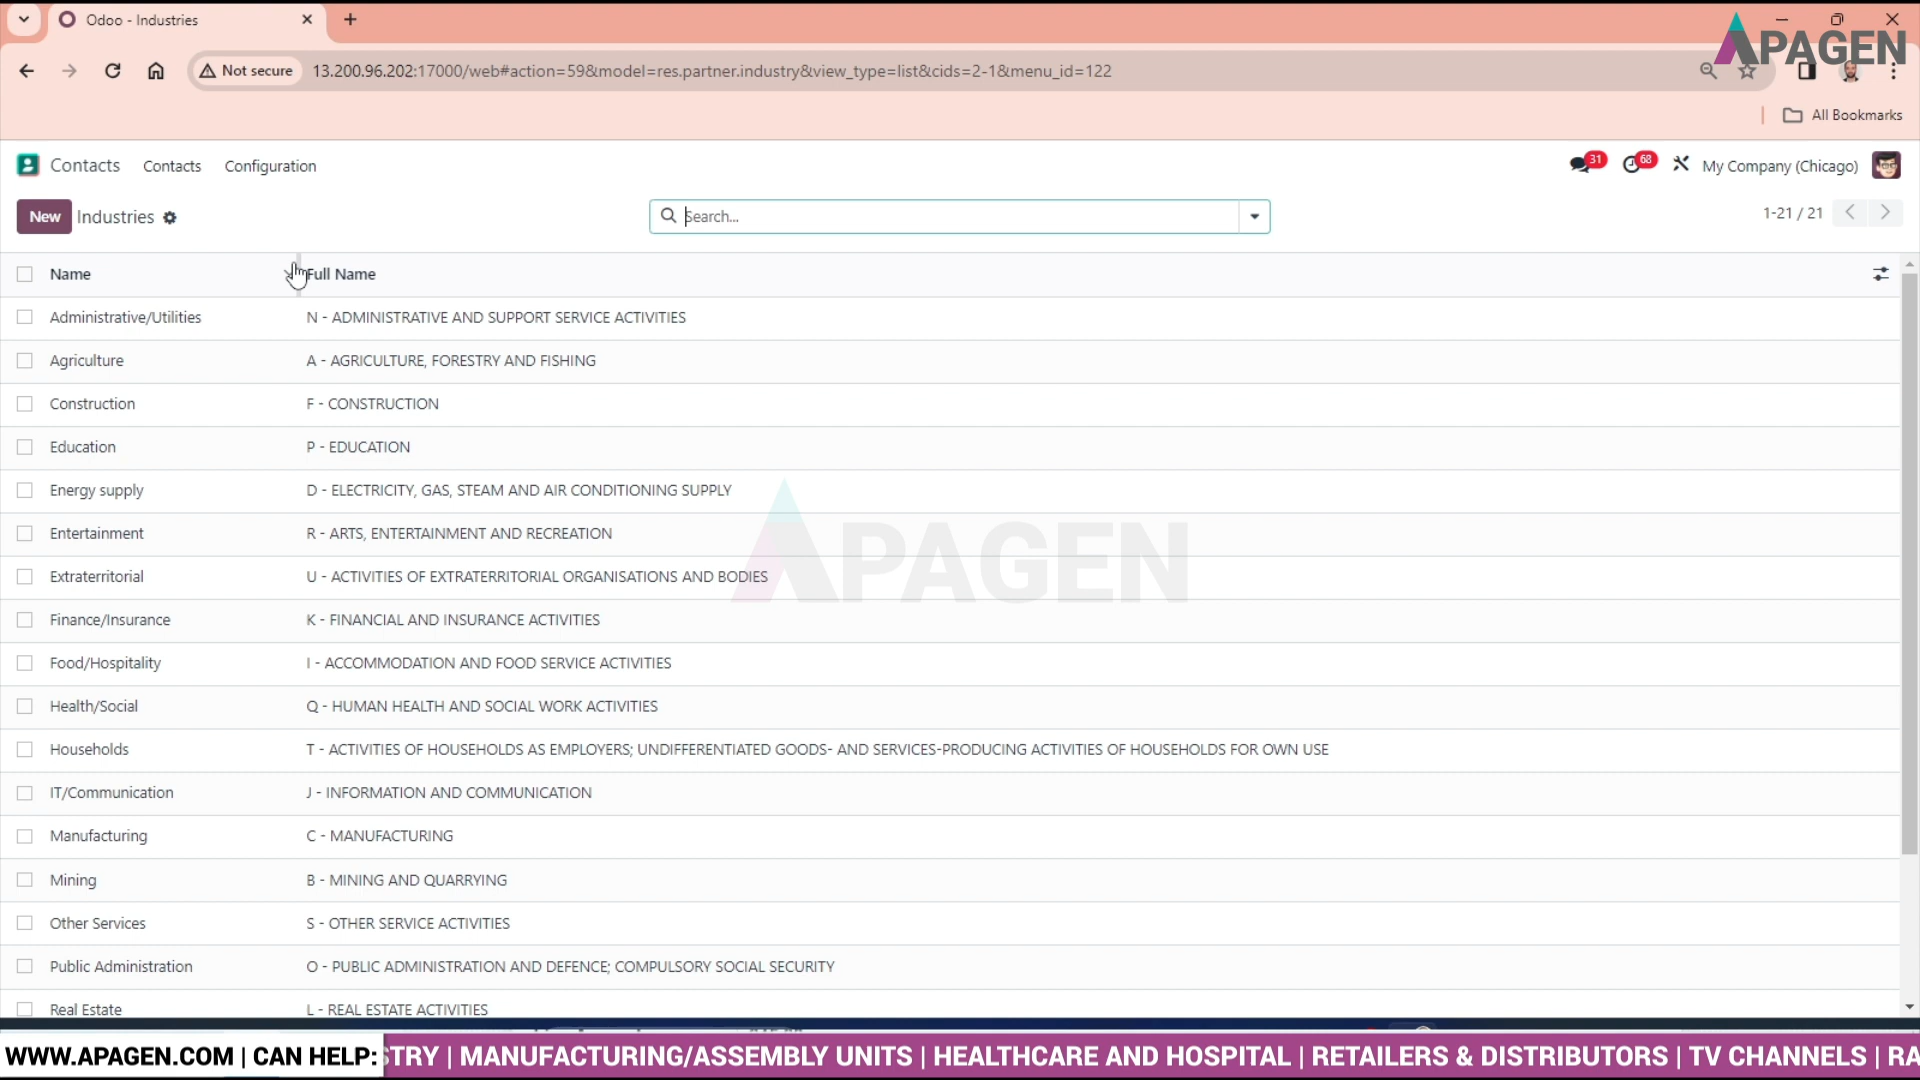 Odoo - Industries
APAGEN
Not secure
13.200.96.202:17000/web#action=59&model=res.partner.industry&view_type=list&cids=2-1&menu_id=122
All Bookmarks
Contacts Contacts Configuration
31
68
My Company (Chicago)
New Industries
Search...
1-21 / 21
Name Full Name
Administrative/Utilities N - ADMINISTRATIVE AND SUPPORT SERVICE ACTIVITIES
Agriculture A - AGRICULTURE, FORESTRY AND FISHING
Construction F - CONSTRUCTION
Education P - EDUCATION
Energy supply D - ELECTRICITY, GAS, STEAM AND AIR CONDITIONING SUPPLY
Entertainment R - ARTS, ENTERTAINMENT AND RECREATION
Extraterritorial U - ACTIVITIES OF EXTRATERRITORIAL ORGANISATIONS AND BODIES
APAGEN
Finance/Insurance K - FINANCIAL AND INSURANCE ACTIVITIES
Food/Hospitality I - ACCOMMODATION AND FOOD SERVICE ACTIVITIES
Health/Social Q - HUMAN HEALTH AND SOCIAL WORK ACTIVITIES
Households T - ACTIVITIES OF HOUSEHOLDS AS EMPLOYERS; UNDIFFERENTIATED GOODS- AND SERVICES-PRODUCING ACTIVITIES OF HOUSEHOLDS FOR OWN USE
IT/Communication J - INFORMATION AND COMMUNICATION
Manufacturing C - MANUFACTURING
Mining B - MINING AND QUARRYING
Other Services S - OTHER SERVICE ACTIVITIES
Public Administration O - PUBLIC ADMINISTRATION AND DEFENCE; COMPULSORY SOCIAL SECURITY
Real Estate L - REAL ESTATE ACTIVITIES
WWW.APAGEN.COM | CAN HELP: STRY | MANUFACTURING/ASSEMBLY UNITS | HEALTHCARE AND HOSPITAL | RETAILERS & DISTRIBUTORS | TV CHANNELS | RA